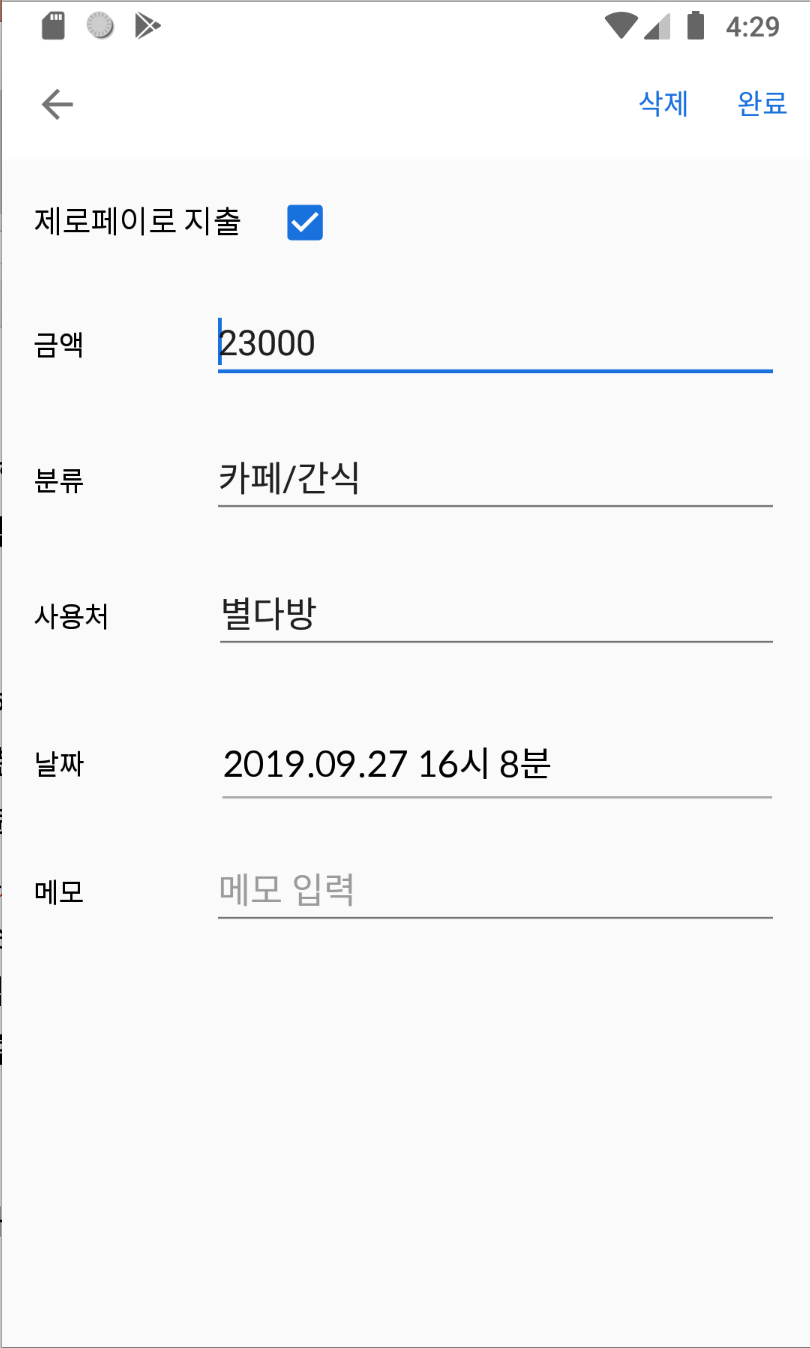 4:29
삭제 완료
제로페이로 지출
금액 23000
분류 카페/간식
사용처 별다방
날짜 2019.09.27 16시 8분
메모 메모 입력